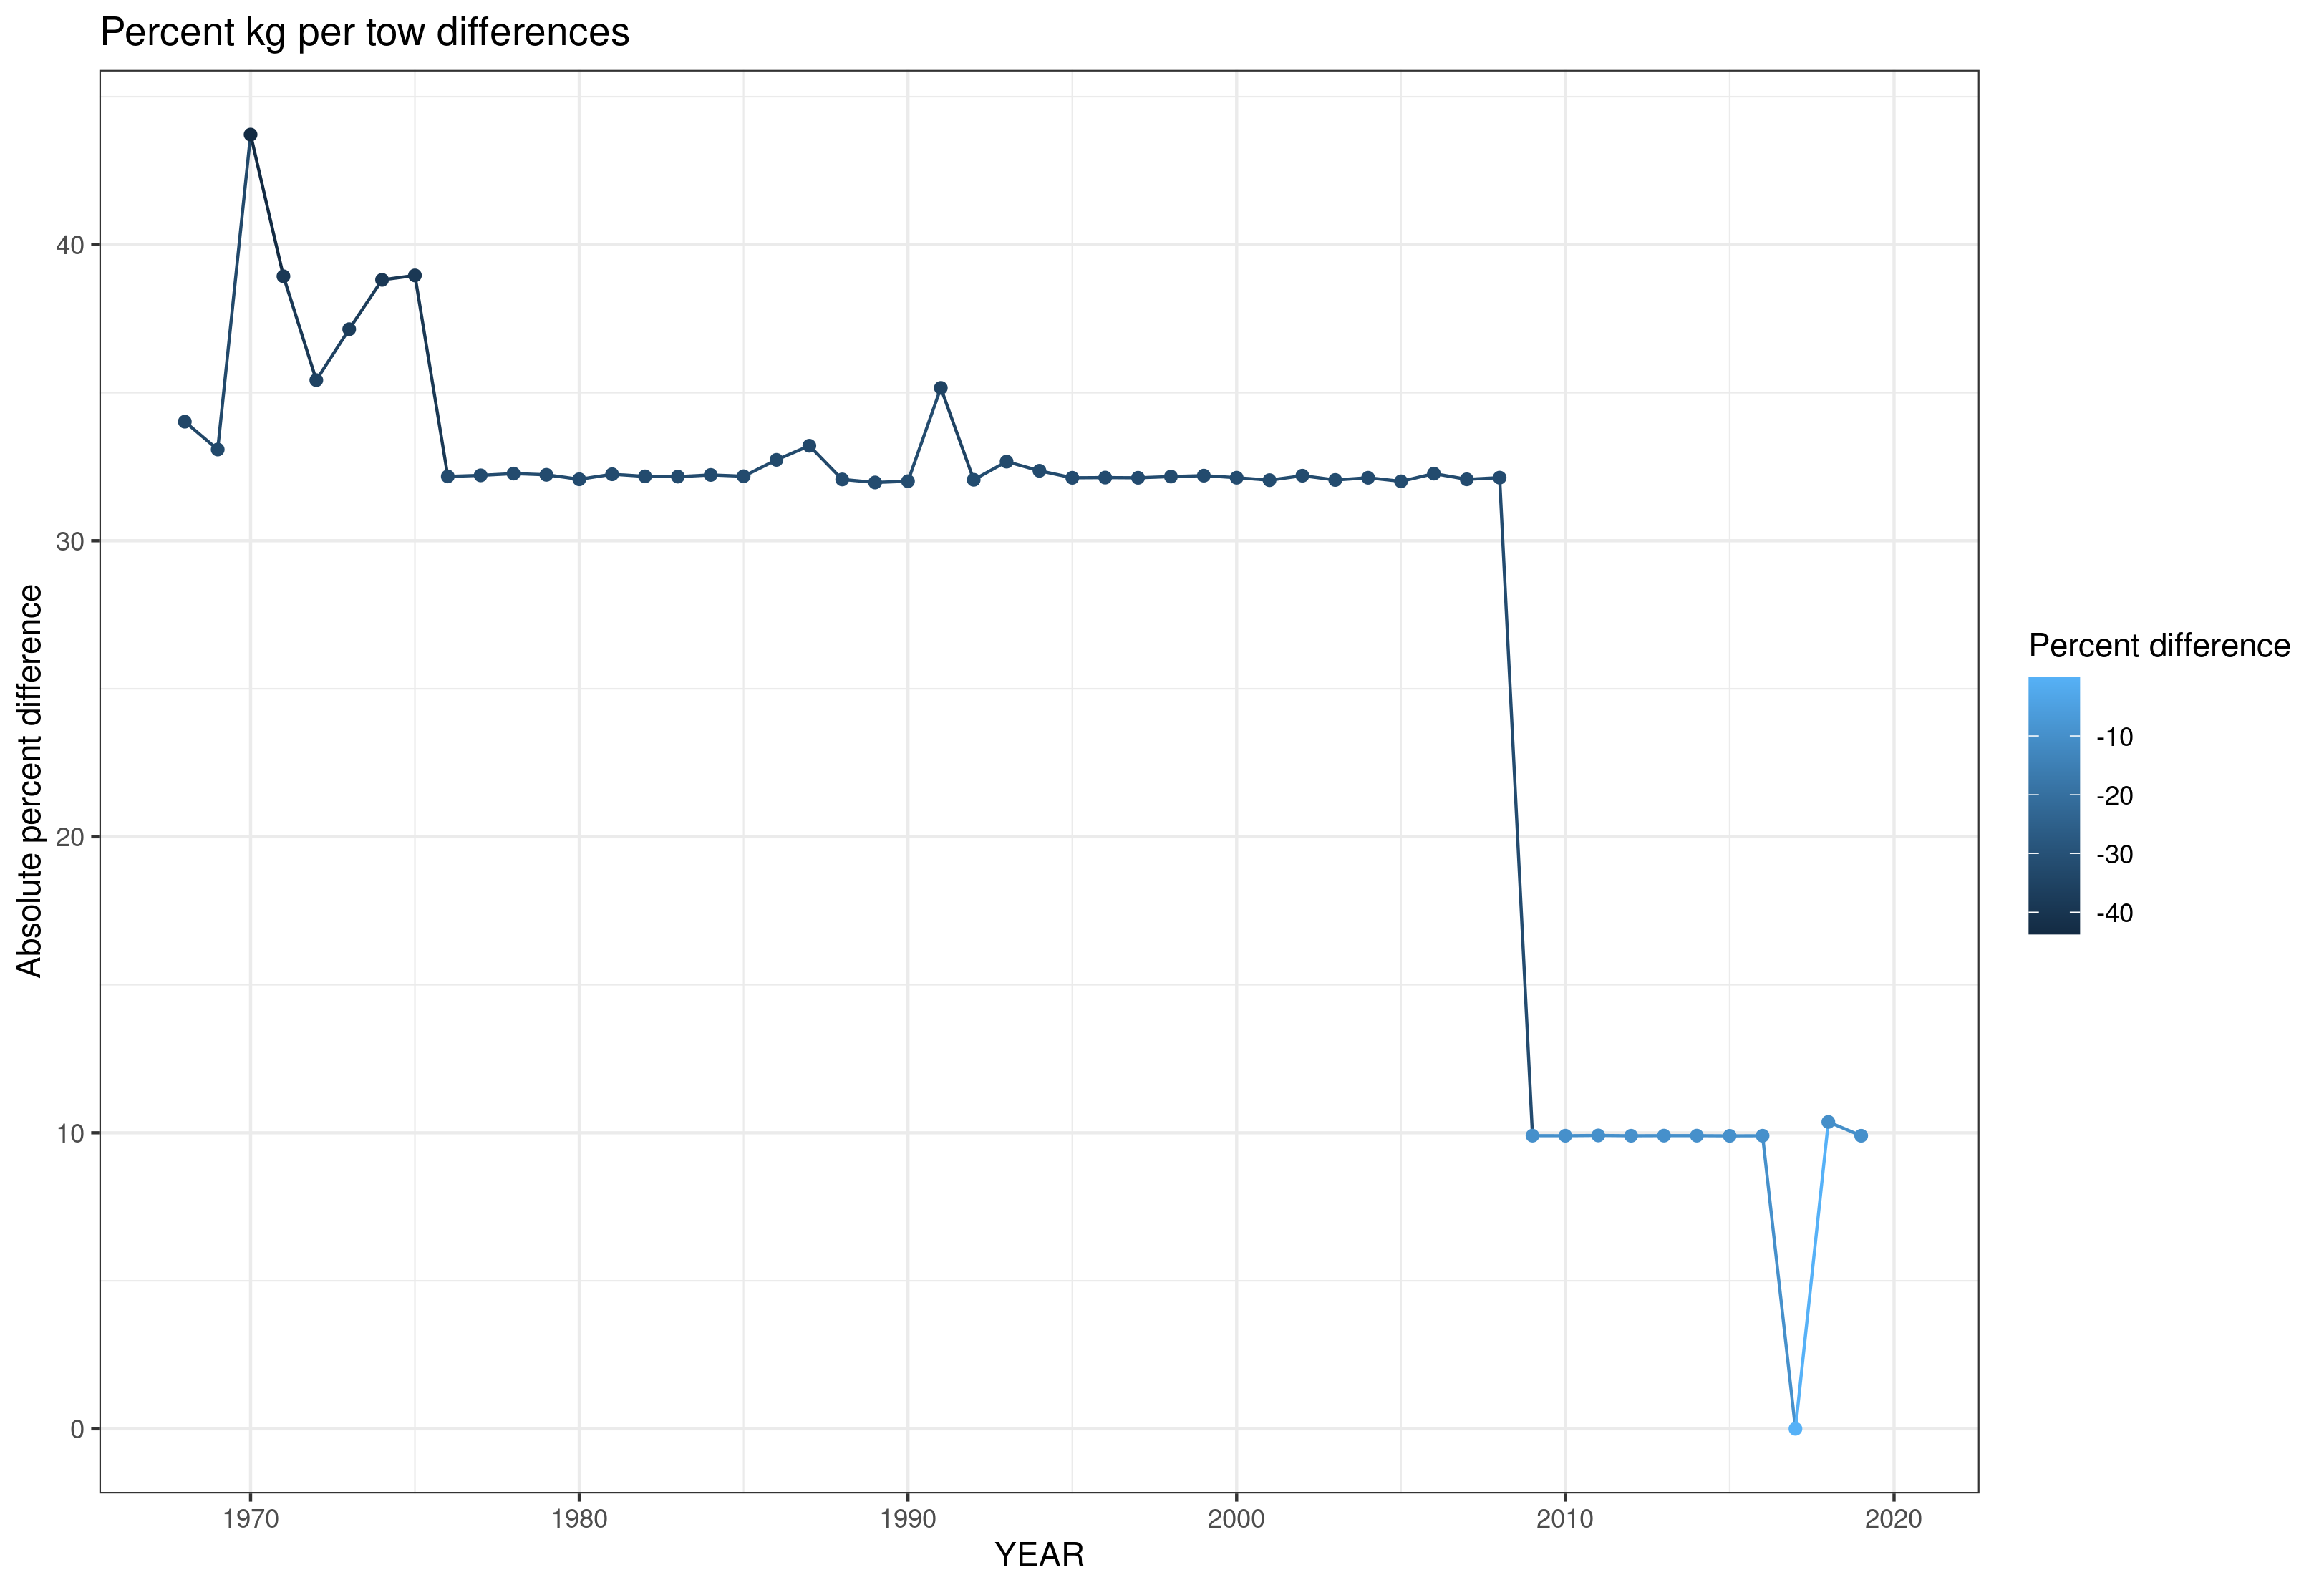 Percent kg per tow differences
Absolute percent difference
40
30
20
10
0
1970 1980 1990 2000 2010 2020
YEAR
Percent difference
-10
-20
-30
-40